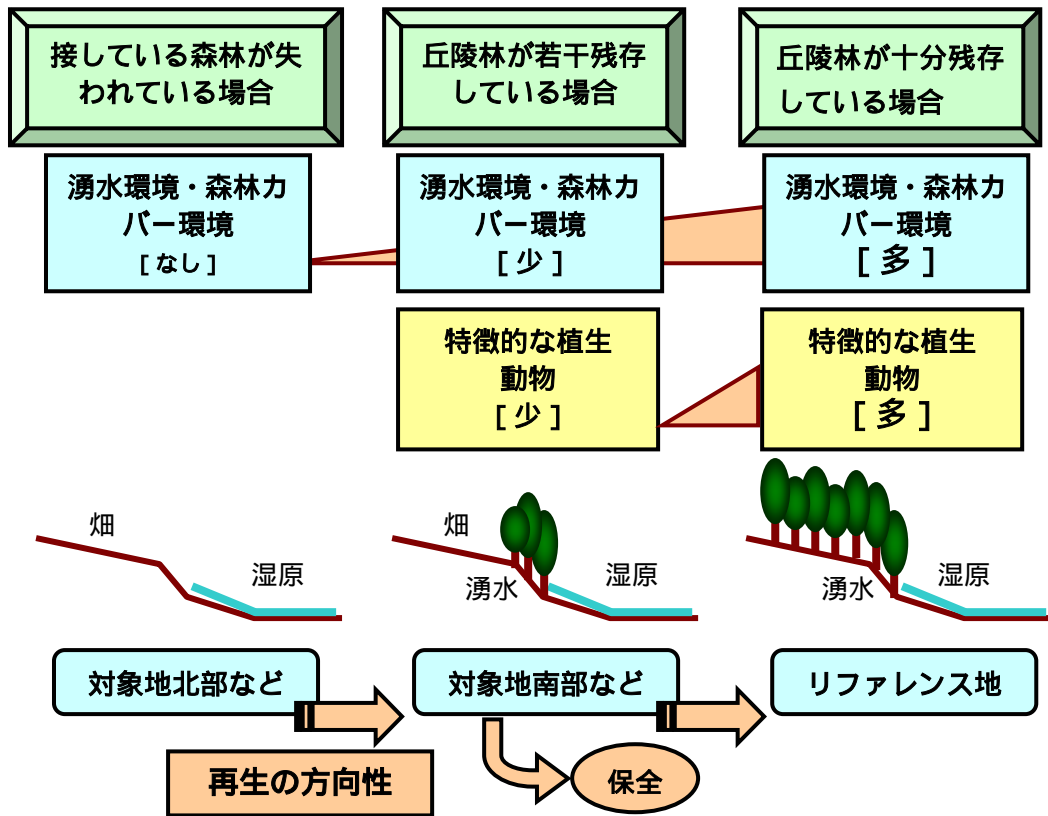 接している森林が失
われている場合
丘陵林が若干残存
している場合
丘陵林が十分残存
している場合
湧水環境・森林カ
バー環境
[ なし ]
湧水環境・森林カ
バー環境
[ 少 ]
湧水環境・森林カ
バー環境
[ 多 ]
特徴的な植生
動物
[ 少 ]
特徴的な植生
動物
[ 多 ]
畑
湿原
畑
湧水
湿原
湧水
湿原
対象地北部など
対象地南部など
リファレンス地
再生の方向性
保全